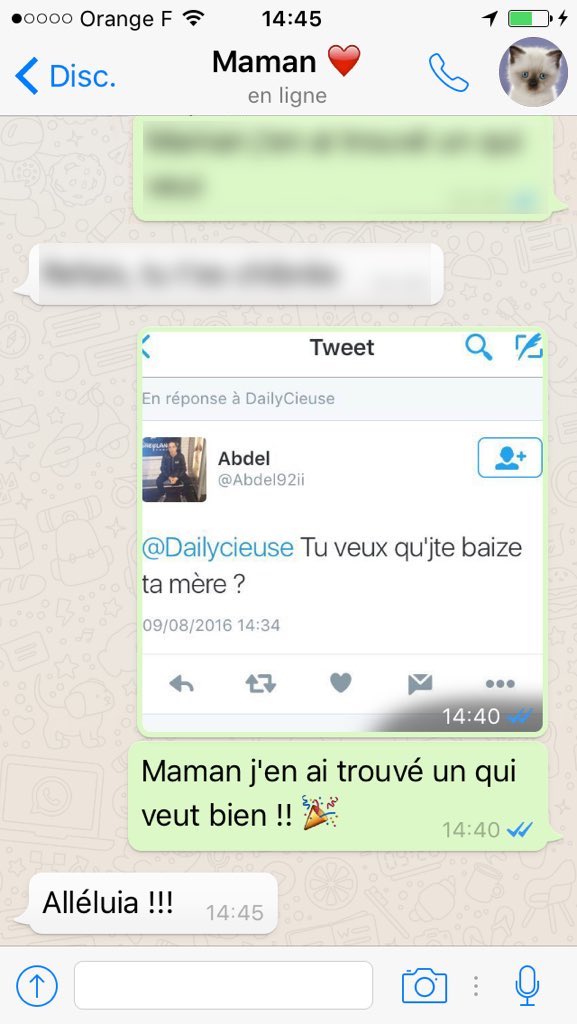 Orange F 14:45
Disc.
Maman ❤️
en ligne
Tweet
En réponse à DailyCieuse
Abdel
@Abdel92ii
@Dailycieuse Tu veux qu'jte baize
ta mère ?
09/08/2016 14:34
14:40
Maman j'en ai trouvé un qui
veut bien !! 🎉
14:40
Alléluia !!!
14:45